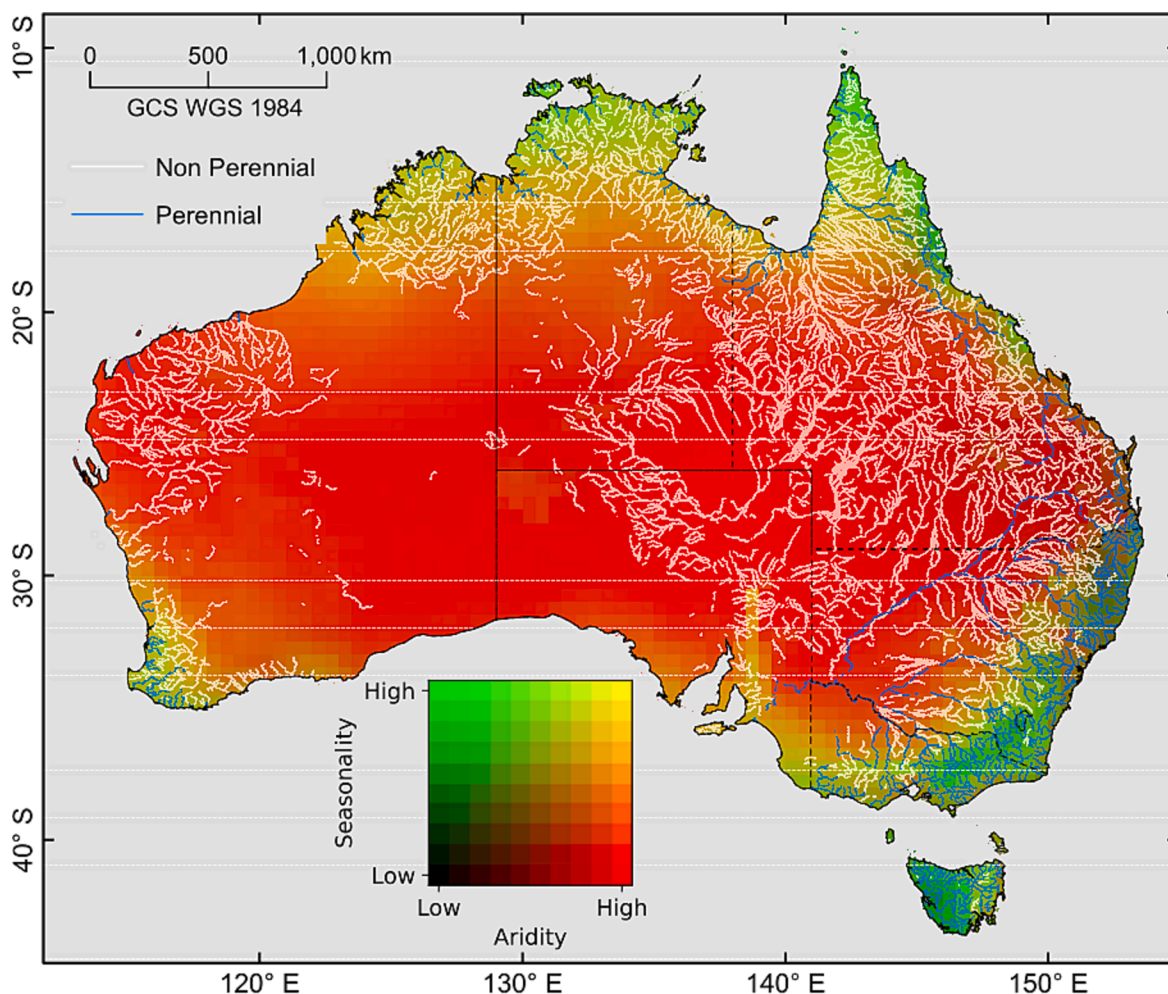 0 500 1,000 km
GCS WGS 1984
Non Perennial
Perennial
10° S
20° S
30° S
40° S
High
Seasonality
Low
Low High
Aridity
120° E 130° E 140° E 150° E